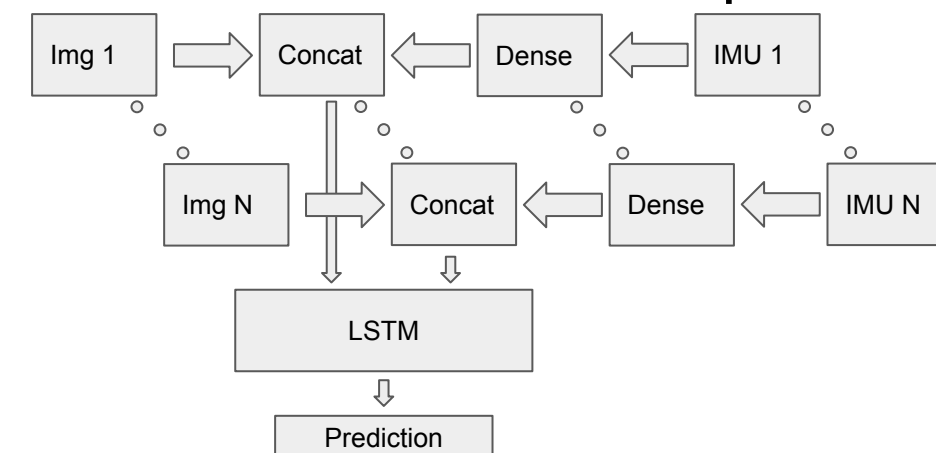 Img 1
Concat
Dense
IMU 1
Img N
Concat
Dense
IMU N
LSTM
Prediction